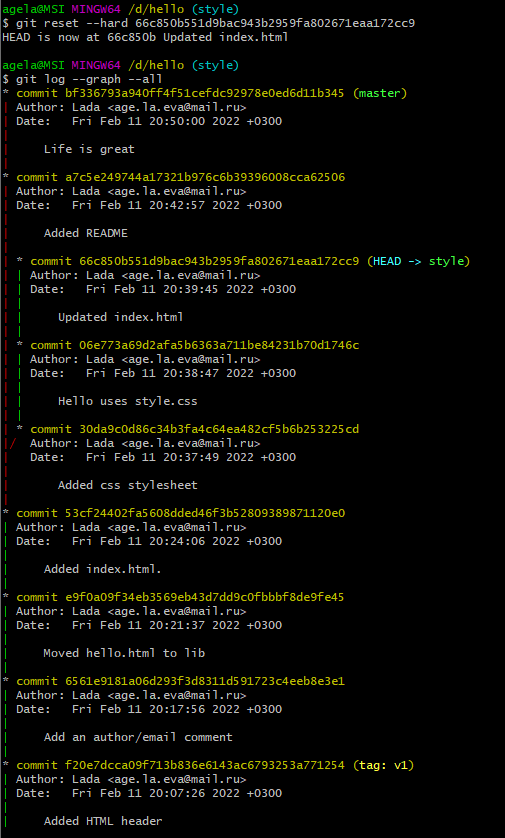 agela@MSI MINGW64 /d/hello (style)
$ git reset --hard 66c850b551d9bac943b2959fa802671eaa172cc9
HEAD is now at 66c850b Updated index.html
agela@MSI MINGW64 /d/hello (style)
$ git log --graph --all
* commit bf336793a940ff4f51cefdc92978e0ed6d11b345 (master)
| Author: Lada <age.la.eva@mail.ru>
| Date:   Fri Feb 11 20:50:00 2022 +0300
|
|     Life is great
|
* commit a7c5e249744a17321b976c6b39396008cca62506
| Author: Lada <age.la.eva@mail.ru>
| Date:   Fri Feb 11 20:42:57 2022 +0300
|
|     Added README
|
| * commit 66c850b551d9bac943b2959fa802671eaa172cc9 (HEAD -> style)
| | Author: Lada <age.la.eva@mail.ru>
| | Date:   Fri Feb 11 20:39:45 2022 +0300
| |
| |     Updated index.html
| |
| * commit 06e773a69d2afa5b6363a711be84231b70d1746c
| | Author: Lada <age.la.eva@mail.ru>
| | Date:   Fri Feb 11 20:38:47 2022 +0300
| |
| |     Hello uses style.css
| |
| * commit 30da9c0d86c34b3fa4c64ea482cf5b6b253225cd
|/  Author: Lada <age.la.eva@mail.ru>
|   Date:   Fri Feb 11 20:37:49 2022 +0300
|
|       Added css stylesheet
|
* commit 53cf24402fa5608dded46f3b52809389871120e0
| Author: Lada <age.la.eva@mail.ru>
| Date:   Fri Feb 11 20:24:06 2022 +0300
|
|     Added index.html.
|
* commit e9f0a09f34eb3569eb43d7dd9c0fbbbf8de9fe45
| Author: Lada <age.la.eva@mail.ru>
| Date:   Fri Feb 11 20:21:37 2022 +0300
|
|     Moved hello.html to lib
|
* commit 6561e9181a06d293f3d8311d591723c4eeb8e3e1
| Author: Lada <age.la.eva@mail.ru>
| Date:   Fri Feb 11 20:17:56 2022 +0300
|
|     Add an author/email comment
|
* commit f20e7dcca09f713b836e6143ac6793253a771254 (tag: v1)
| Author: Lada <age.la.eva@mail.ru>
| Date:   Fri Feb 11 20:07:26 2022 +0300
|
|     Added HTML header